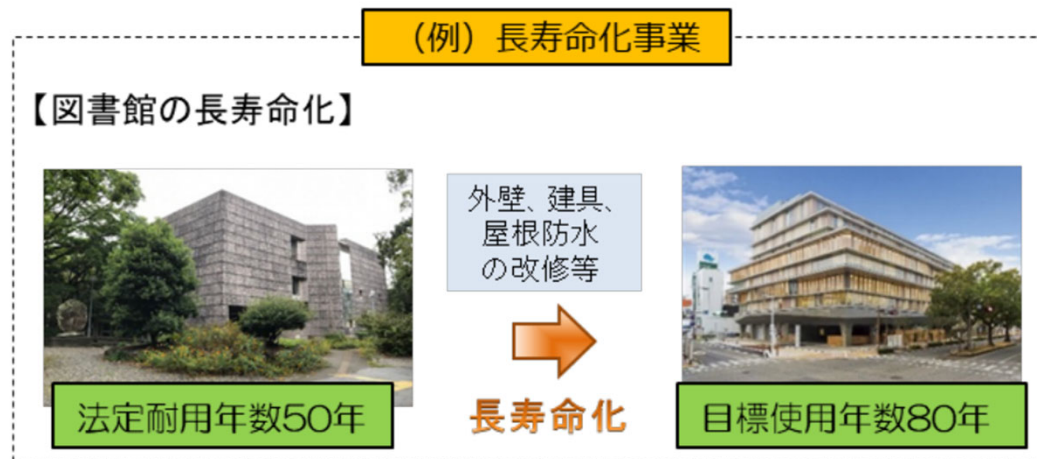 （例）長寿命化事業
【図書館の長寿命化】
外壁、建具、
屋根防水
の改修等
長寿命化
法定耐用年数50年
目標使用年数80年